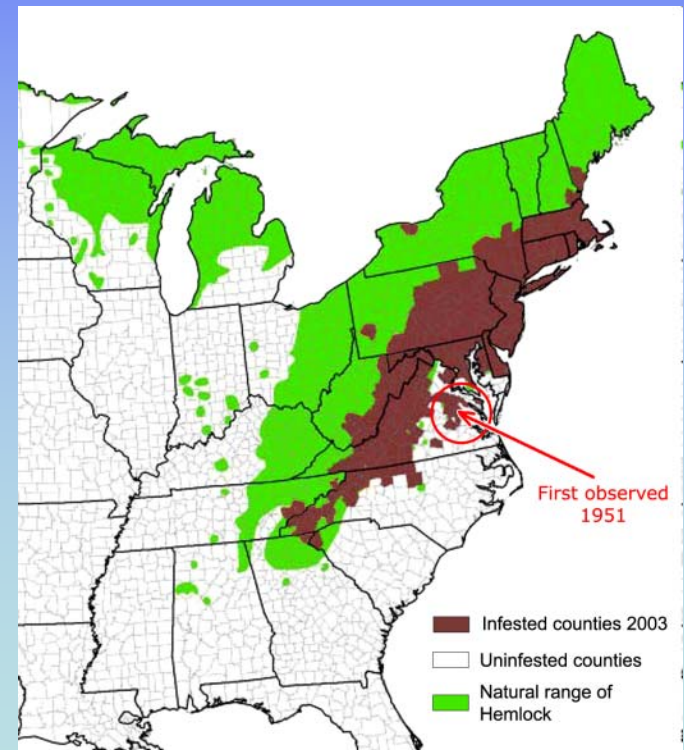 First observed
1951
Infested counties 2003
Uninfested counties
Natural range of
Hemlock